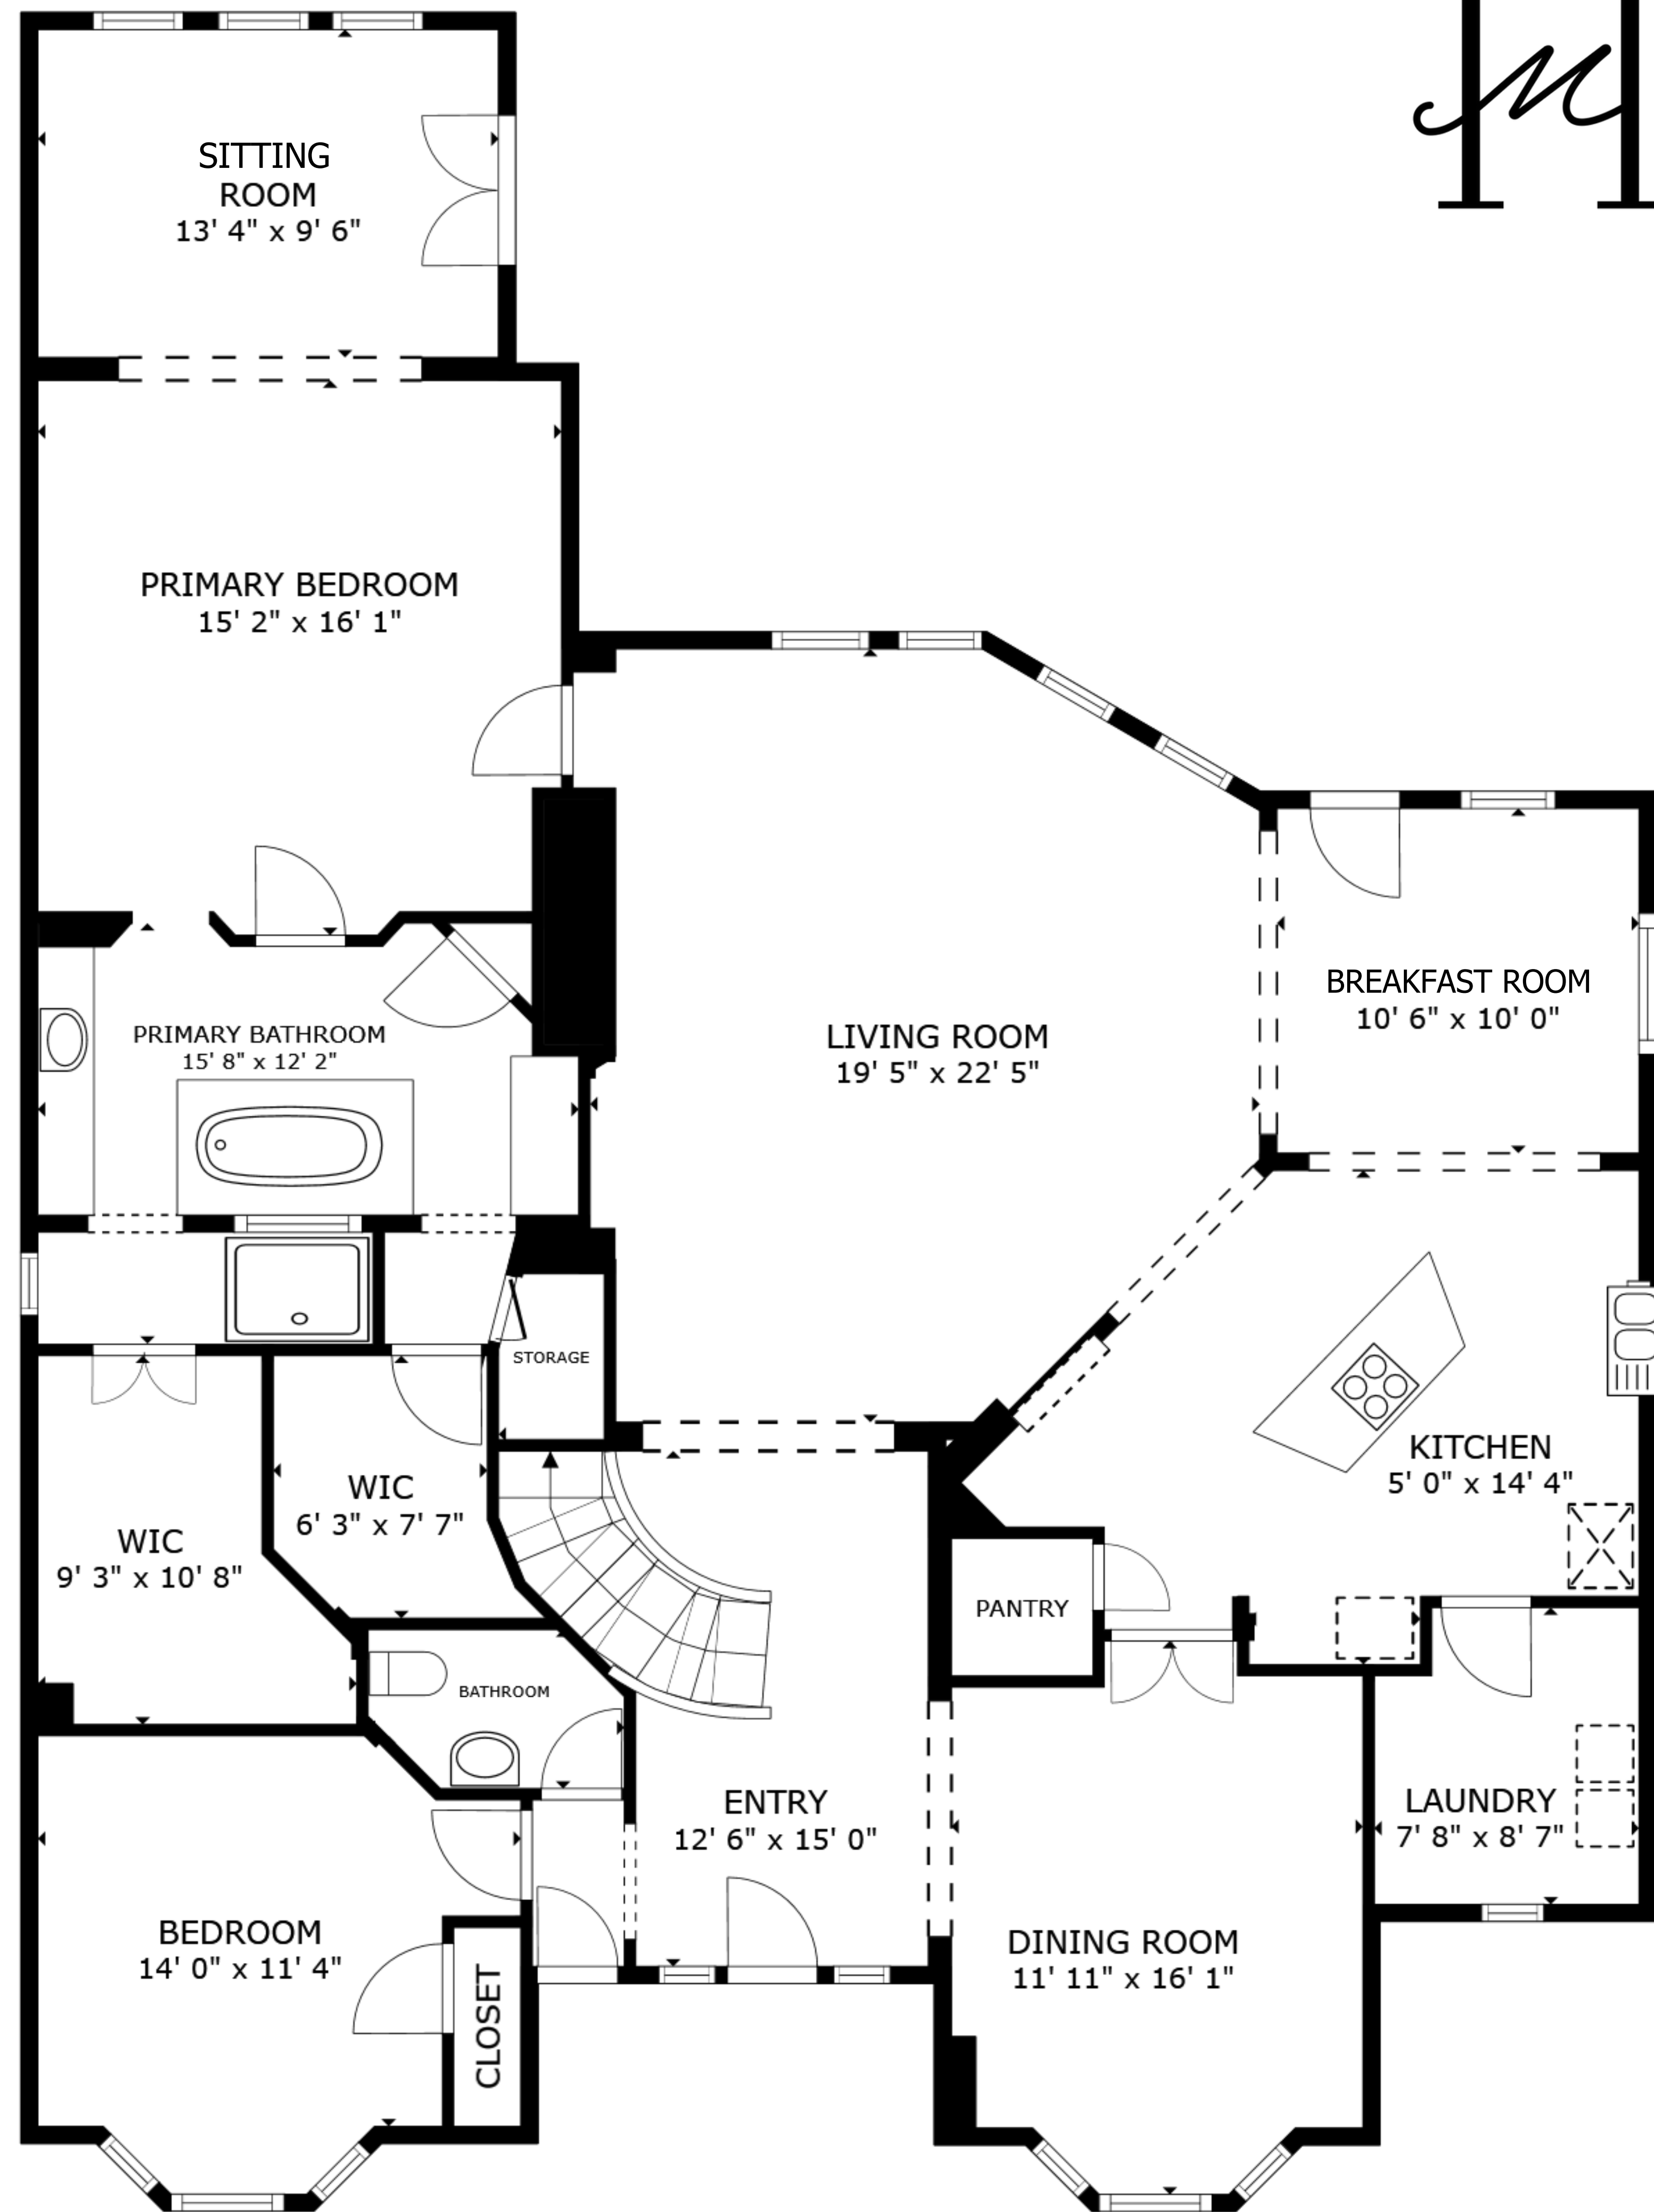 SITTING
ROOM
13' 4" x 9' 6"
PRIMARY BEDROOM
15' 2" x 16' 1"
PRIMARY BATHROOM
15' 8" x 12' 2"
LIVING ROOM
19' 5" x 22' 5"
BREAKFAST ROOM
10' 6" x 10' 0"
STORAGE
KITCHEN
5' 0" x 14' 4"
WIC
6' 3" x 7' 7"
WIC
9' 3" x 10' 8"
PANTRY
BATHROOM
ENTRY
12' 6" x 15' 0"
LAUNDRY
7' 8" x 8' 7"
BEDROOM
14' 0" x 11' 4"
CLOSET
DINING ROOM
11' 11" x 16' 1"